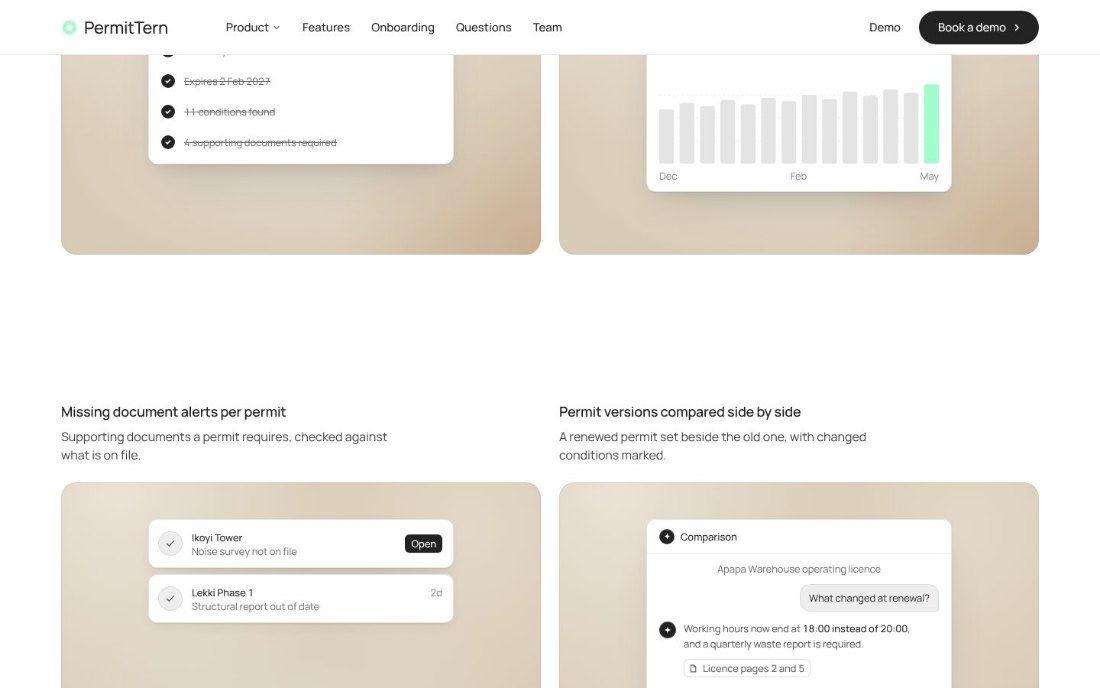 PermitTern
Product
Features
Onboarding
Questions
Team
Demo
Book a demo
Expires 2 Feb 2027
11 conditions found
4 supporting documents required
Dec
Feb
May
Missing document alerts per permit
Supporting documents a permit requires, checked against
what is on file.
Ikoyi Tower
Noise survey not on file
Open
Lekki Phase 1
2d
Structural report out of date
Permit versions compared side by side
A renewed permit set beside the old one, with changed
conditions marked.
Comparison
Apapa Warehouse operating licence
What changed at renewal?
Working hours now end at 18:00 instead of 20:00,
and a quarterly waste report is required.
Licence pages 2 and 5